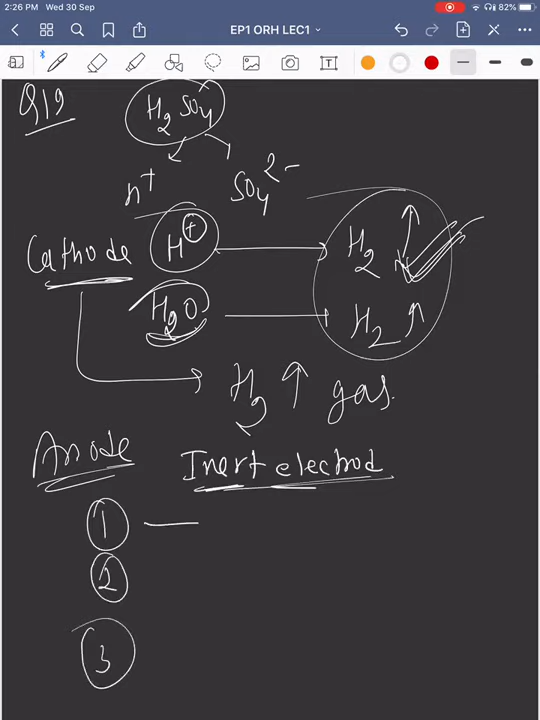 2:26 PM Wed 30 Sep 82%
EP1 ORH LEC1
T
Q19
H2SO4
H+ SO4 2-
Cathode H+ H2 ↑
H2O H2 ↑
H2 ↑ gas.
Anode Inert electrod
1
2
3